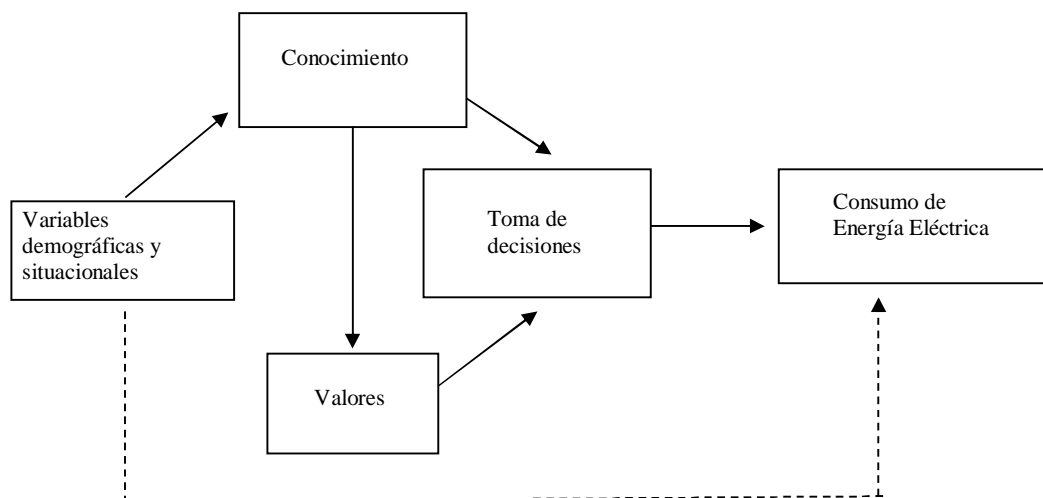 Conocimiento
Variables
demográficas y
situacionales
Toma de
decisiones
Consumo de
Energía Eléctrica
Valores